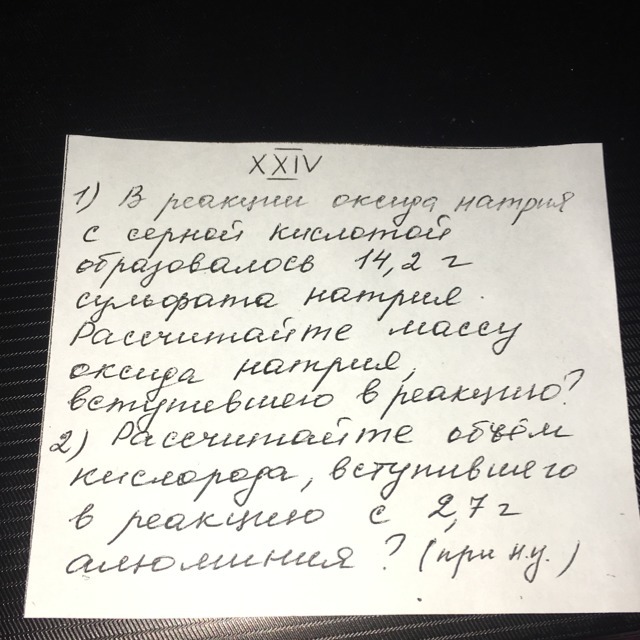 XXIV
1) В реакции оксида натрия
с серной кислотой
образовалось 14,2 г
сульфата натрия.
Рассчитайте массу
оксида натрия,
вступившего в реакцию?
2) Рассчитайте объём
кислорода, вступившего
в реакцию с 2,7 г
алюминия? (при н.у.)